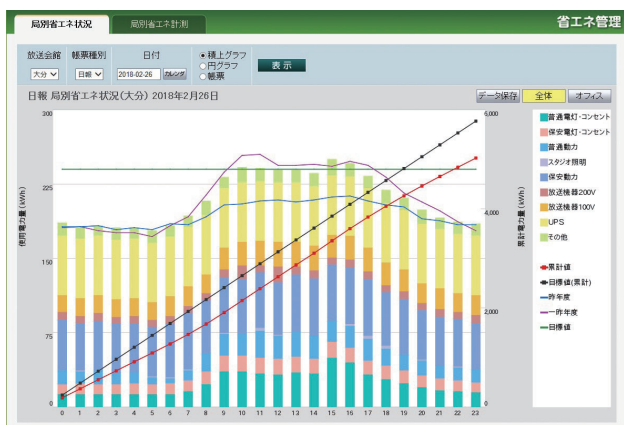 局別省エネ状況 局別省エネ計測 省エネ管理
放送会館 帳票種別 日付 ●積上グラフ
○円グラフ
大分 日報 2018-02-26 カレンダ ○帳票 表示
日報 局別省エネ状況(大分) 2018年2月26日 データ保存 全体 オフィス
300 6,000
225
4,000
150
2,000
75
0 0
使用電力量 (kWh)
累計電力量 (kWh)
0 1 2 3 4 5 6 7 8 9 10 11 12 13 14 15 16 17 18 19 20 21 22 23
普通電灯・コンセント
保安電灯・コンセント
普通動力
スタジオ照明
保安動力
放送機器200V
放送機器100V
UPS
その他
累計値
目標値(累計)
昨年度
一昨年度
目標値